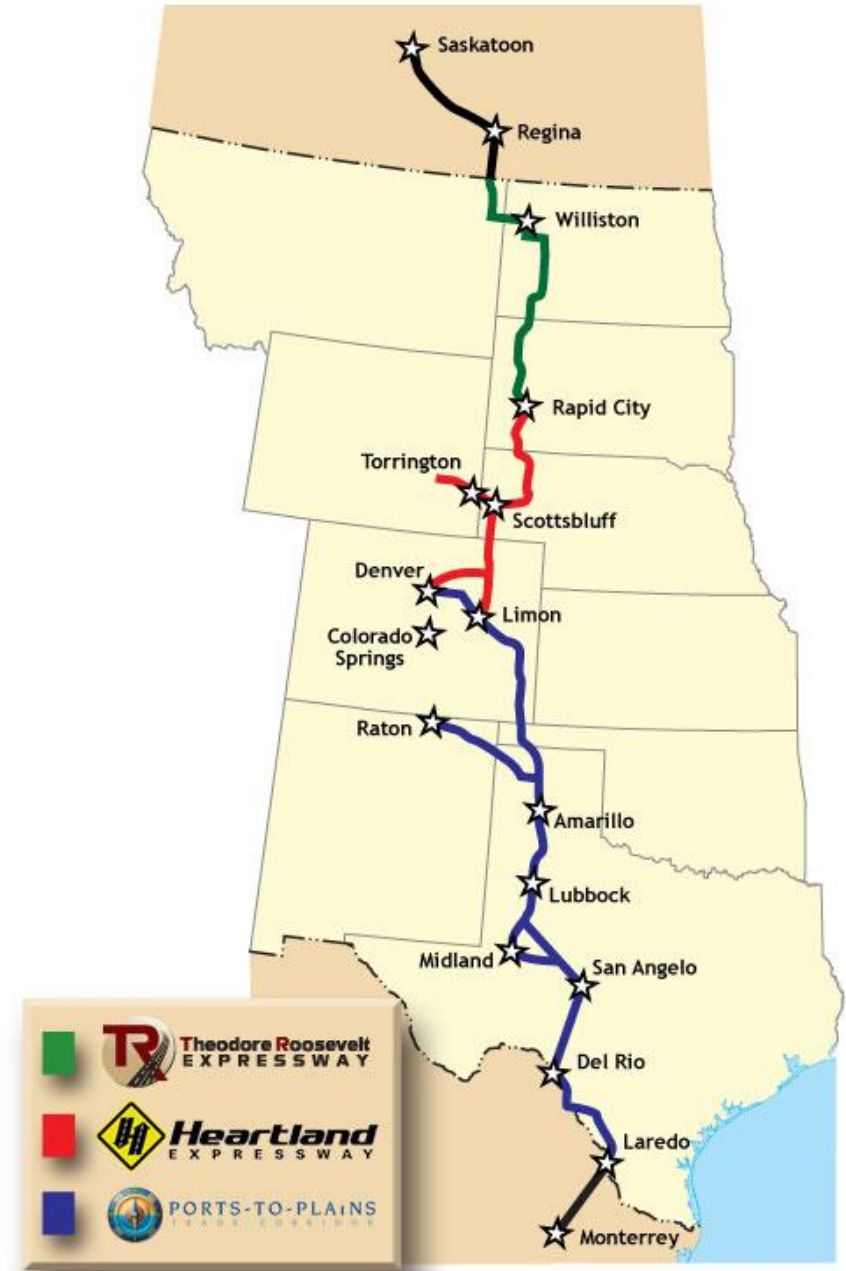 Saskatoon
Regina
Williston
Rapid City
Torrington
Scottsbluff
Denver
Limon
Colorado
Springs
Raton
Amarillo
Lubbock
Midland
San Angelo
Del Rio
Laredo
Monterrey
TR Theodore Roosevelt
EXPRESSWAY
Heartland
EXPRESSWAY
PORTS-TO-PLAiNS
TRADE CORRIDOR